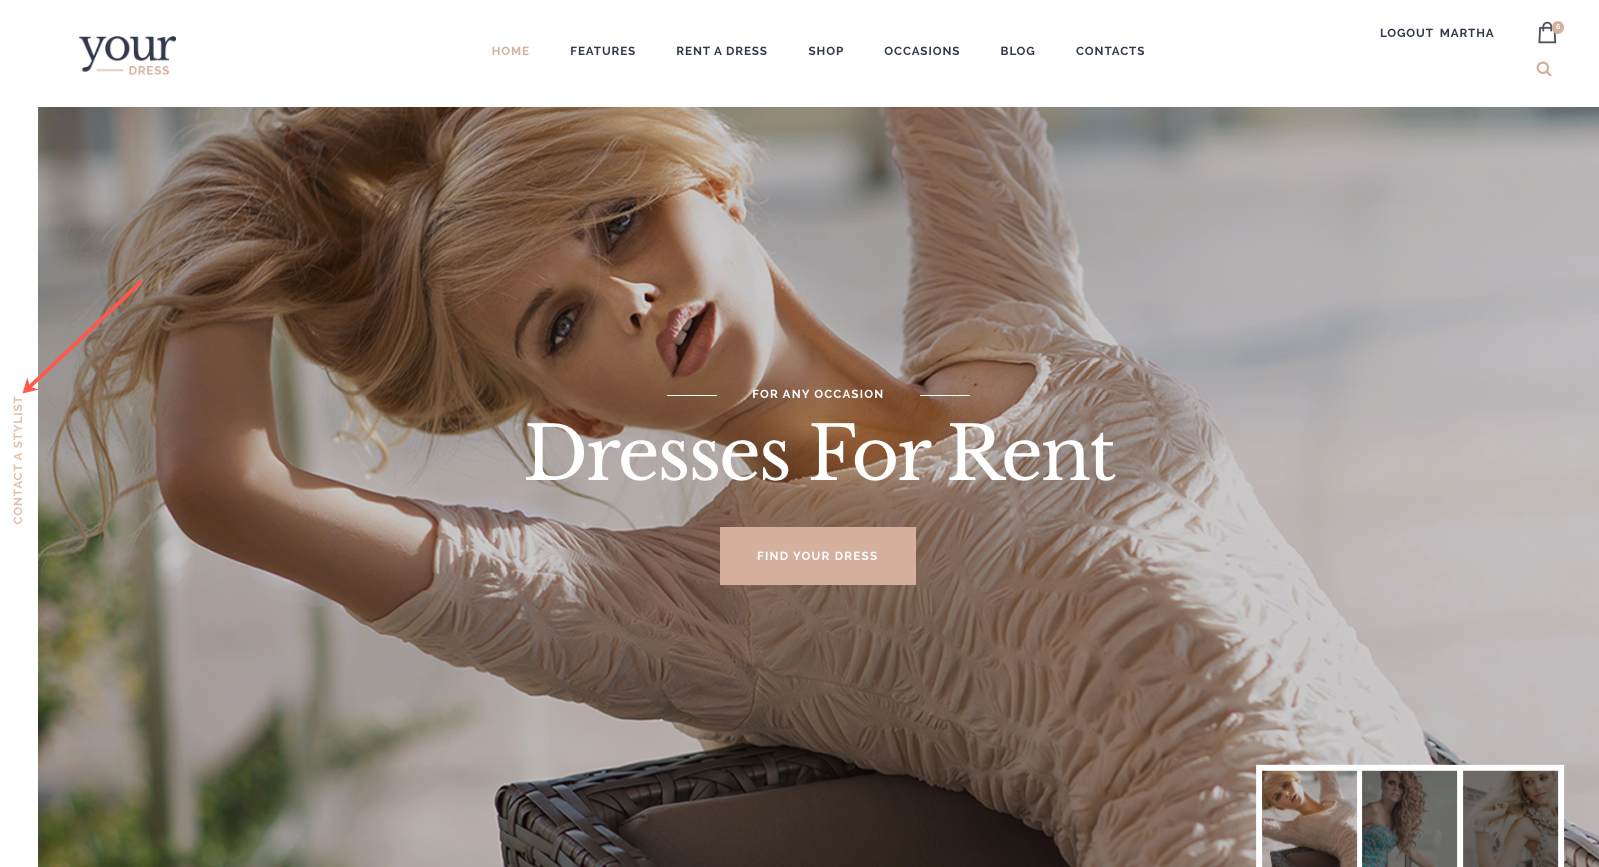 your
DRESS
HOME FEATURES RENT A DRESS SHOP OCCASIONS BLOG CONTACTS
LOGOUT MARTHA
6
CONTACT A STYLIST
FOR ANY OCCASION
Dresses For Rent
FIND YOUR DRESS